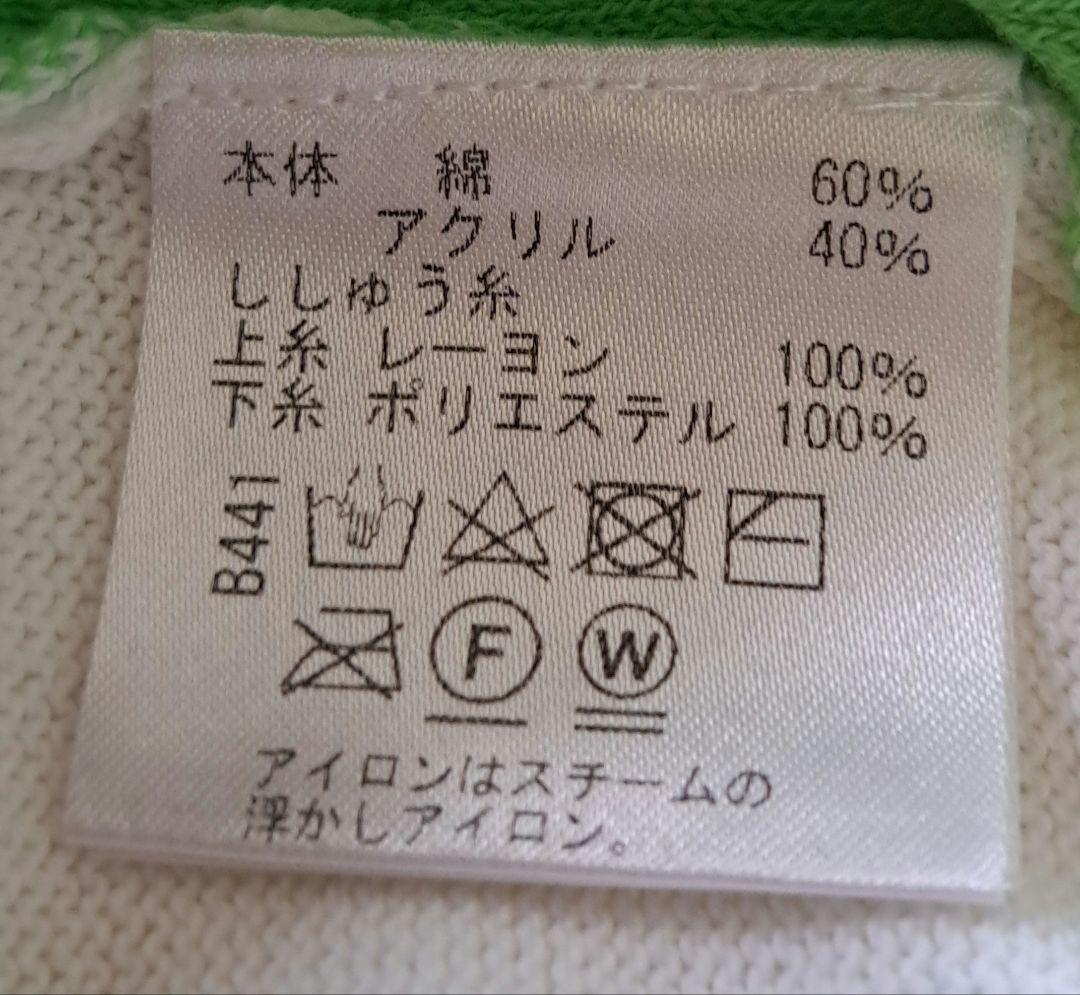 本体 綿 60%
アクリル 40%
ししゅう糸
上糸 レーヨン 100%
下糸 ポリエステル 100%
B441
F
W
アイロンはスチームの
浮かしアイロン。